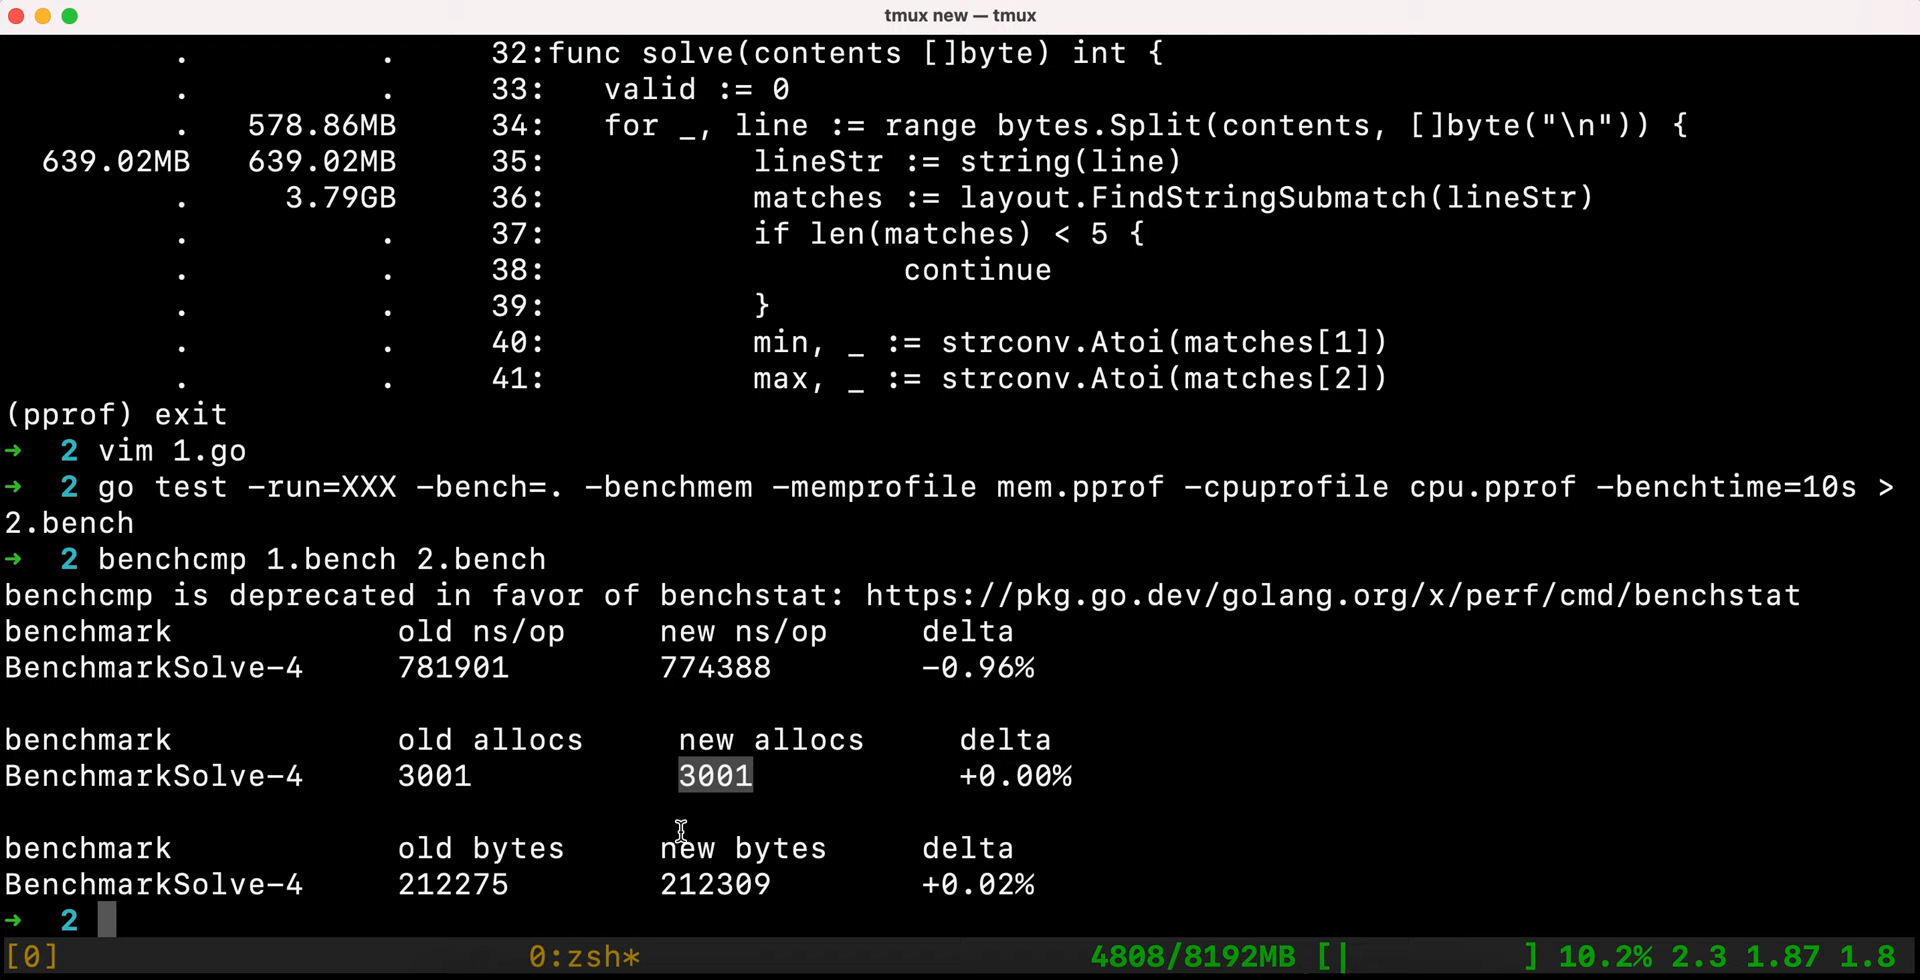 tmux new — tmux
. . 32:func solve(contents []byte) int {
. . 33: valid := 0
. 578.86MB 34: for _, line := range bytes.Split(contents, []byte("\n")) {
639.02MB 639.02MB 35: lineStr := string(line)
. 3.79GB 36: matches := layout.FindStringSubmatch(lineStr)
. . 37: if len(matches) < 5 {
. . 38: continue
. . 39: }
. . 40: min, _ := strconv.Atoi(matches[1])
. . 41: max, _ := strconv.Atoi(matches[2])
(pprof) exit
→ 2 vim 1.go
→ 2 go test -run=XXX -bench=. -benchmem -memprofile mem.pprof -cpuprofile cpu.pprof -benchtime=10s >
2.bench
→ 2 benchcmp 1.bench 2.bench
benchcmp is deprecated in favor of benchstat: https://pkg.go.dev/golang.org/x/perf/cmd/benchstat
benchmark old ns/op new ns/op delta
BenchmarkSolve-4 781901 774388 -0.96%
benchmark old allocs new allocs delta
BenchmarkSolve-4 3001 3001 +0.00%
benchmark old bytes new bytes delta
BenchmarkSolve-4 212275 212309 +0.02%
→ 2
[0] 0:zsh* 4808/8192MB [| ] 10.2% 2.3 1.87 1.8